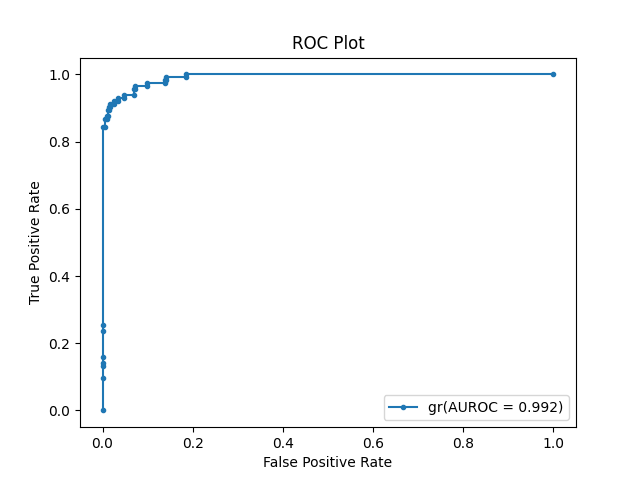 ROC Plot
1.0
0.8
0.6
0.4
0.2
0.0
True Positive Rate
gr(AUROC = 0.992)
0.0 0.2 0.4 0.6 0.8 1.0
False Positive Rate